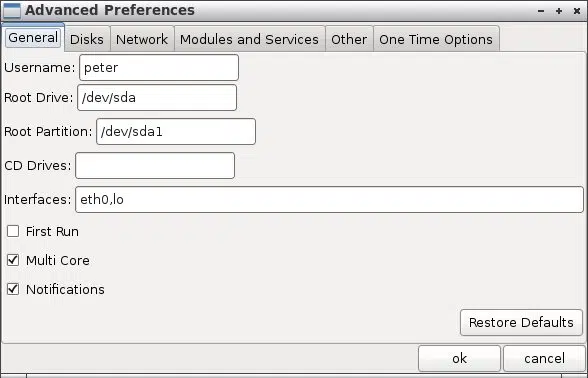 Advanced Preferences
General Disks Network Modules and Services Other One Time Options
Username: peter
Root Drive: /dev/sda
Root Partition: /dev/sda1
CD Drives:
Interfaces: eth0,lo
First Run
Multi Core
Notifications
Restore Defaults
ok cancel